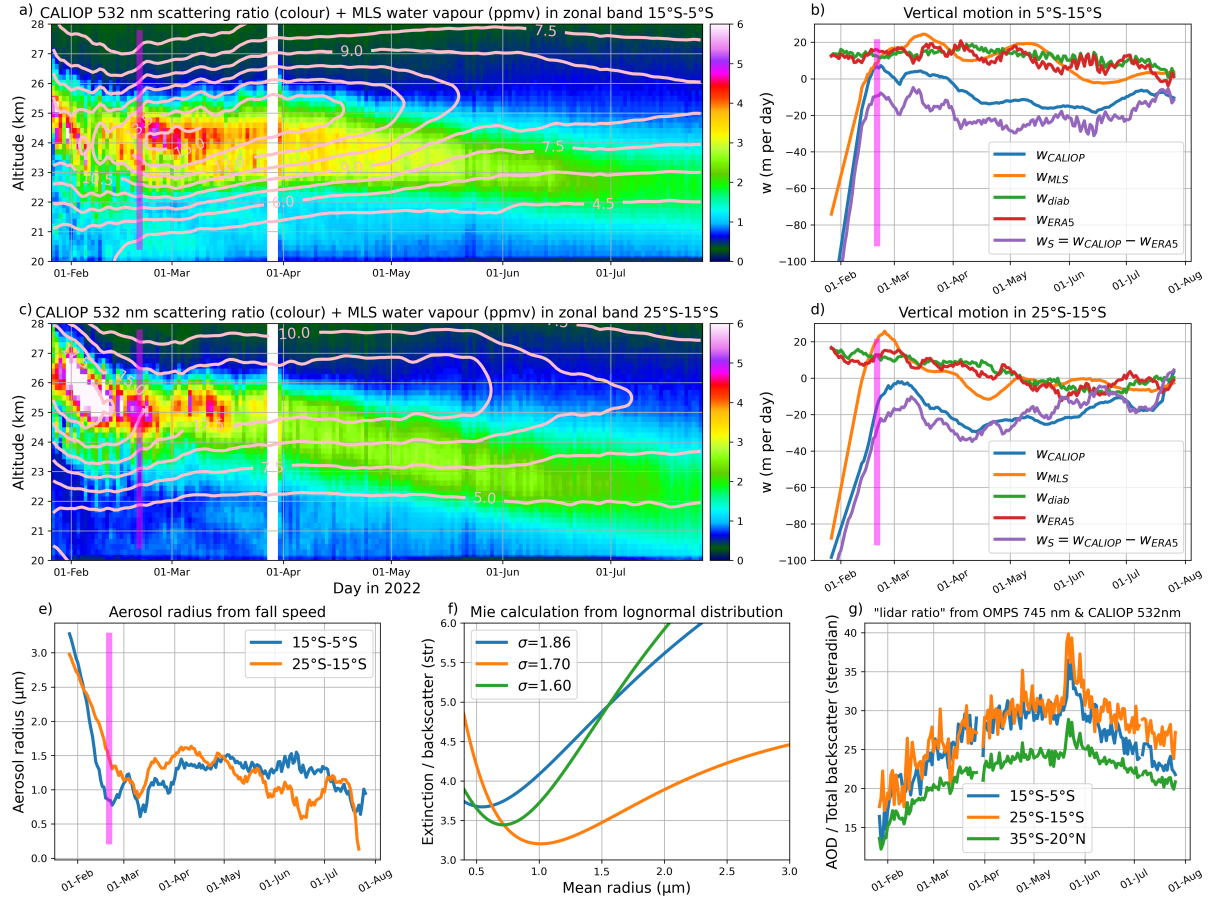 a) CALIOP 532 nm scattering ratio (colour) + MLS water vapour (ppmv) in zonal band 15°S-5°S
Altitude (km)
28
27
26
25
24
23
22
21
20
7.5
9.0
7.5
6.0
4.5
01-Feb 01-Mar 01-Apr 01-May 01-Jun 01-Jul
6
5
4
3
2
1
0
b) Vertical motion in 5°S-15°S
w (m per day)
20
0
−20
−40
−60
−80
−100
w_CALIOP
w_MLS
w_diab
w_ERA5
w_S = w_CALIOP − w_ERA5
01-Feb 01-Mar 01-Apr 01-May 01-Jun 01-Jul 01-Aug
c) CALIOP 532 nm scattering ratio (colour) + MLS water vapour (ppmv) in zonal band 25°S-15°S
Altitude (km)
28
27
26
25
24
23
22
21
20
10.0
7.5
5.0
01-Feb 01-Mar 01-Apr 01-May 01-Jun 01-Jul
Day in 2022
6
5
4
3
2
1
0
d) Vertical motion in 25°S-15°S
w (m per day)
20
0
−20
−40
−60
−80
−100
w_CALIOP
w_MLS
w_diab
w_ERA5
w_S = w_CALIOP − w_ERA5
01-Feb 01-Mar 01-Apr 01-May 01-Jun 01-Jul 01-Aug
e) Aerosol radius from fall speed
Aerosol radius (µm)
3.0
2.5
2.0
1.5
1.0
0.5
0.0
15°S-5°S
25°S-15°S
01-Feb 01-Mar 01-Apr 01-May 01-Jun 01-Jul 01-Aug
f) Mie calculation from lognormal distribution
Extinction / backscatter (str)
6.0
5.5
5.0
4.5
4.0
3.5
3.0
σ=1.86
σ=1.70
σ=1.60
0.5 1.0 1.5 2.0 2.5 3.0
Mean radius (µm)
g) "lidar ratio" from OMPS 745 nm & CALIOP 532nm
AOD / Total backscatter (steradian)
40
35
30
25
20
15
15°S-5°S
25°S-15°S
35°S-20°N
01-Feb 01-Mar 01-Apr 01-May 01-Jun 01-Jul 01-Aug